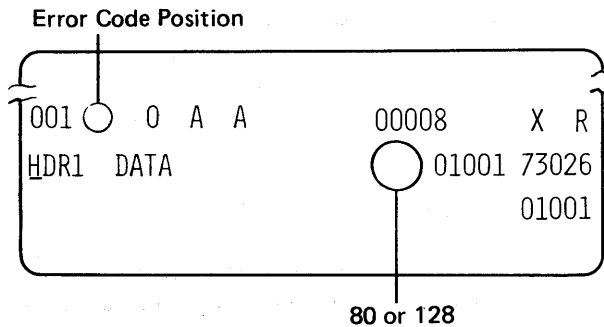 Error Code Position
001 0 A A 00008 X R
HDR1 DATA 01001 73026
01001
80 or 128